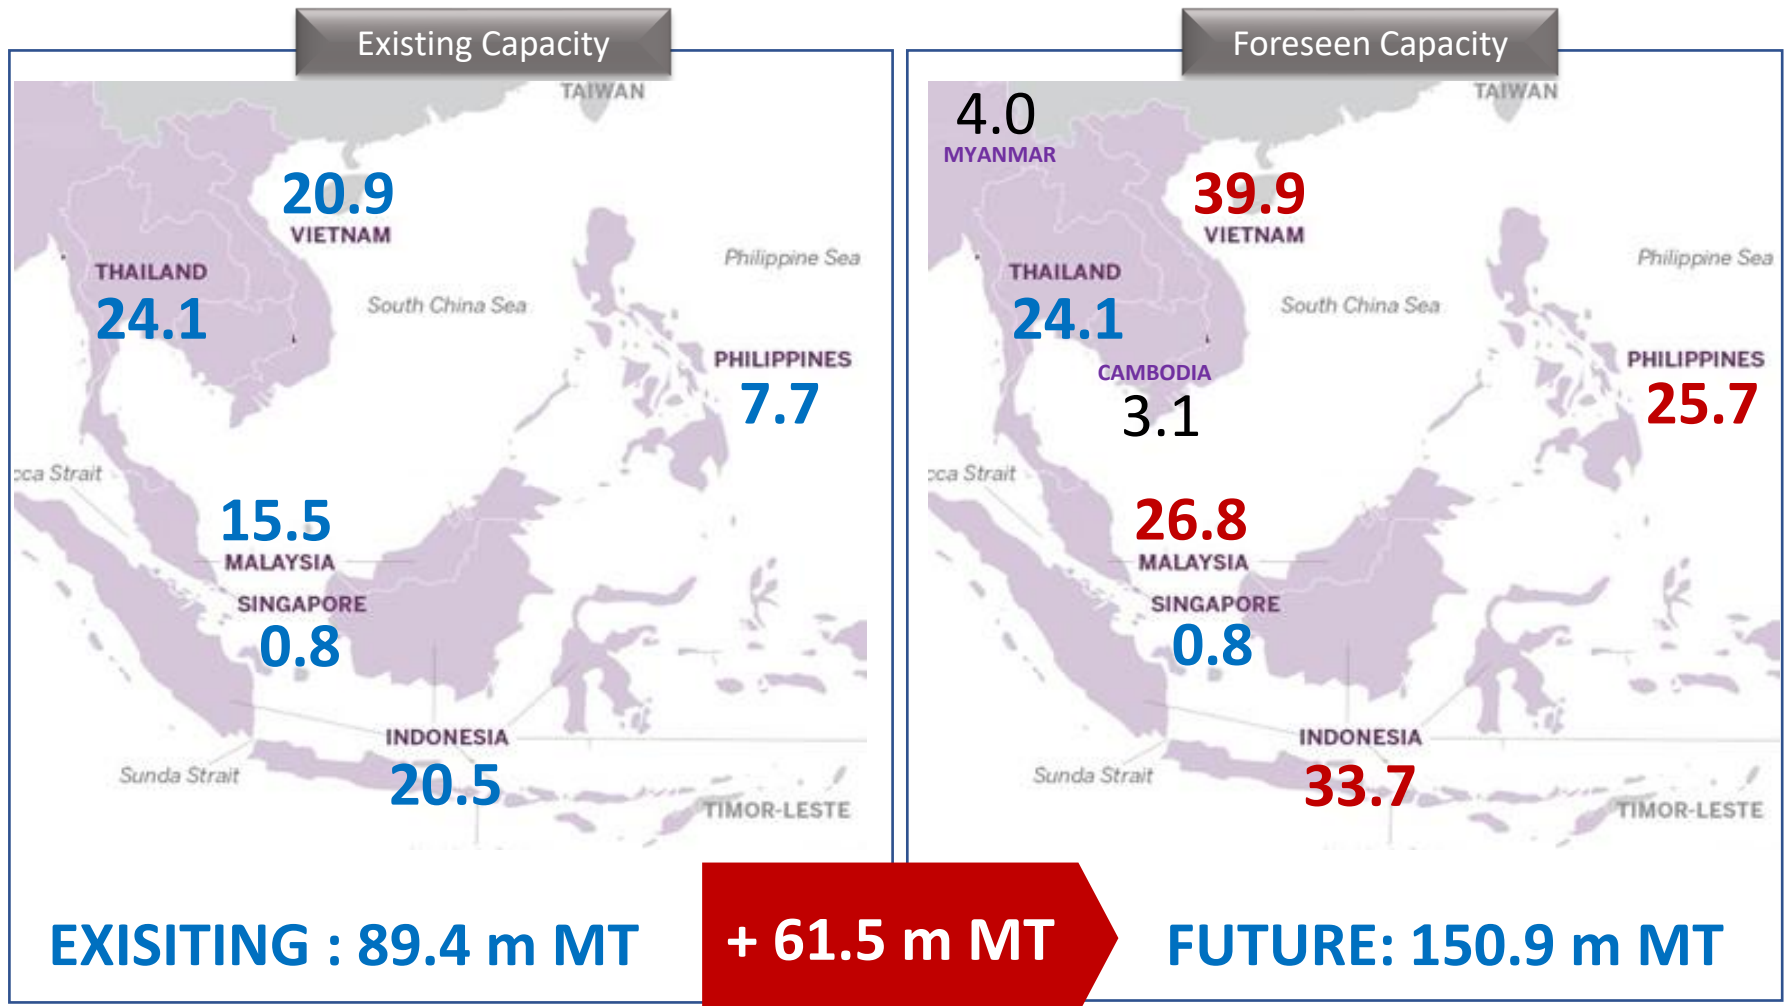 Existing Capacity
TAIWAN
20.9
VIETNAM
THAILAND
24.1
Philippine Sea
South China Sea
PHILIPPINES
7.7
cca Strait
15.5
MALAYSIA
SINGAPORE
0.8
INDONESIA
20.5
Sunda Strait
TIMOR-LESTE
EXISITING : 89.4 m MT
+ 61.5 m MT
Foreseen Capacity
TAIWAN
4.0
MYANMAR
39.9
VIETNAM
THAILAND
24.1
Philippine Sea
South China Sea
PHILIPPINES
25.7
CAMBODIA
3.1
cca Strait
26.8
MALAYSIA
SINGAPORE
0.8
INDONESIA
33.7
Sunda Strait
TIMOR-LESTE
FUTURE: 150.9 m MT